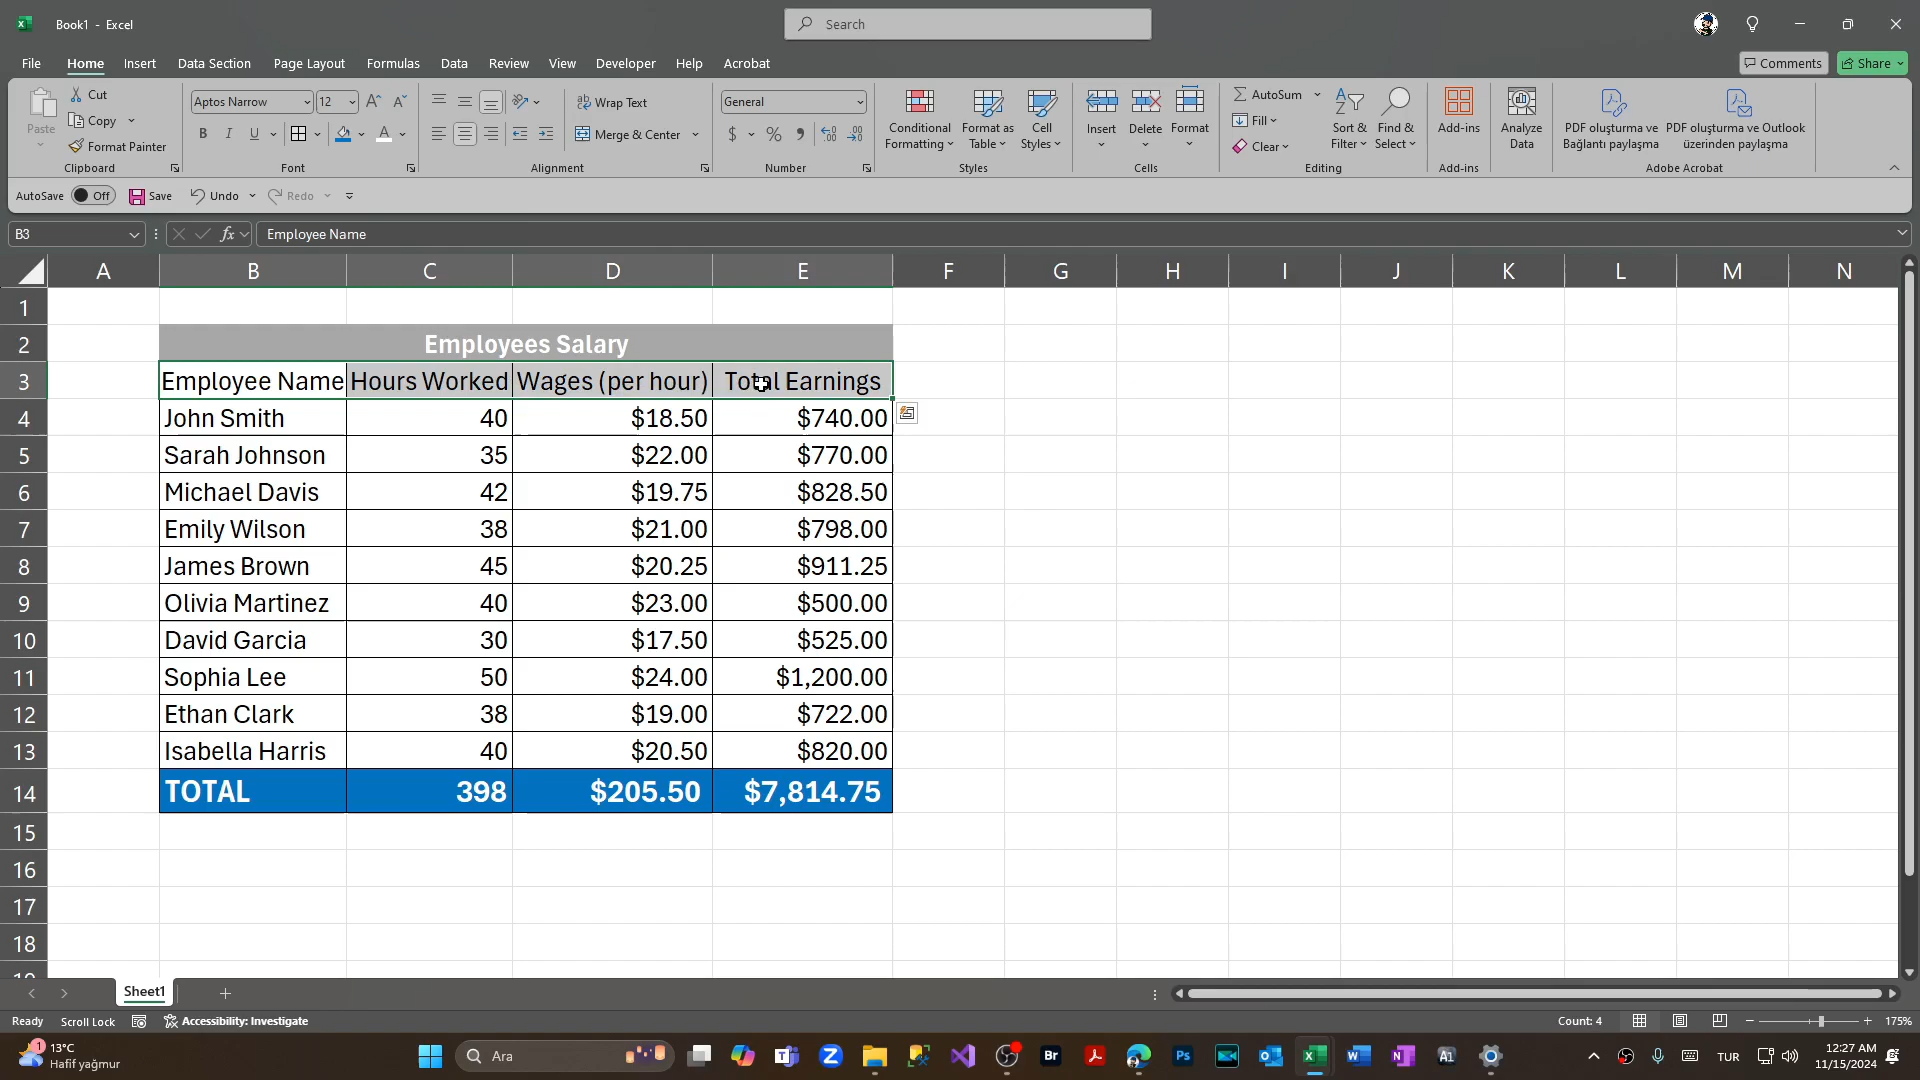 Book1 - Excel
Search
File Home Insert Data Section Page Layout Formulas Data Review View Developer Help Acrobat
Comments Share
Paste Cut Copy Format Painter
Clipboard
Aptos Narrow 12
B I U
Font
Wrap Text
Merge & Center
Alignment
General
$ % 9
Number
Conditional Formatting
Format as Table
Cell Styles
Styles
Insert Delete Format
Cells
AutoSum
Fill
Clear
Sort & Filter
Find & Select
Editing
Add-ins
Add-ins
Analyze Data
PDF oluşturma ve Bağlantı paylaşma
PDF oluşturma ve Outlook üzerinden paylaşma
Adobe Acrobat
AutoSave Off Save Undo Redo
B3 fx Employee Name
A B C D E F G H I J K L M N
1
2 Employees Salary
3 Employee Name Hours Worked Wages (per hour) Total Earnings
4 John Smith 40 $18.50 $740.00
5 Sarah Johnson 35 $22.00 $770.00
6 Michael Davis 42 $19.75 $828.50
7 Emily Wilson 38 $21.00 $798.00
8 James Brown 45 $20.25 $911.25
9 Olivia Martinez 40 $23.00 $500.00
10 David Garcia 30 $17.50 $525.00
11 Sophia Lee 50 $24.00 $1,200.00
12 Ethan Clark 38 $19.00 $722.00
13 Isabella Harris 40 $20.50 $820.00
14 TOTAL 398 $205.50 $7,814.75
15
16
17
18
Sheet1
Ready Scroll Lock Accessibility: Investigate Count: 4 175%
13°C
Hafif yağmur
Ara
TUR
12:27 AM
11/15/2024